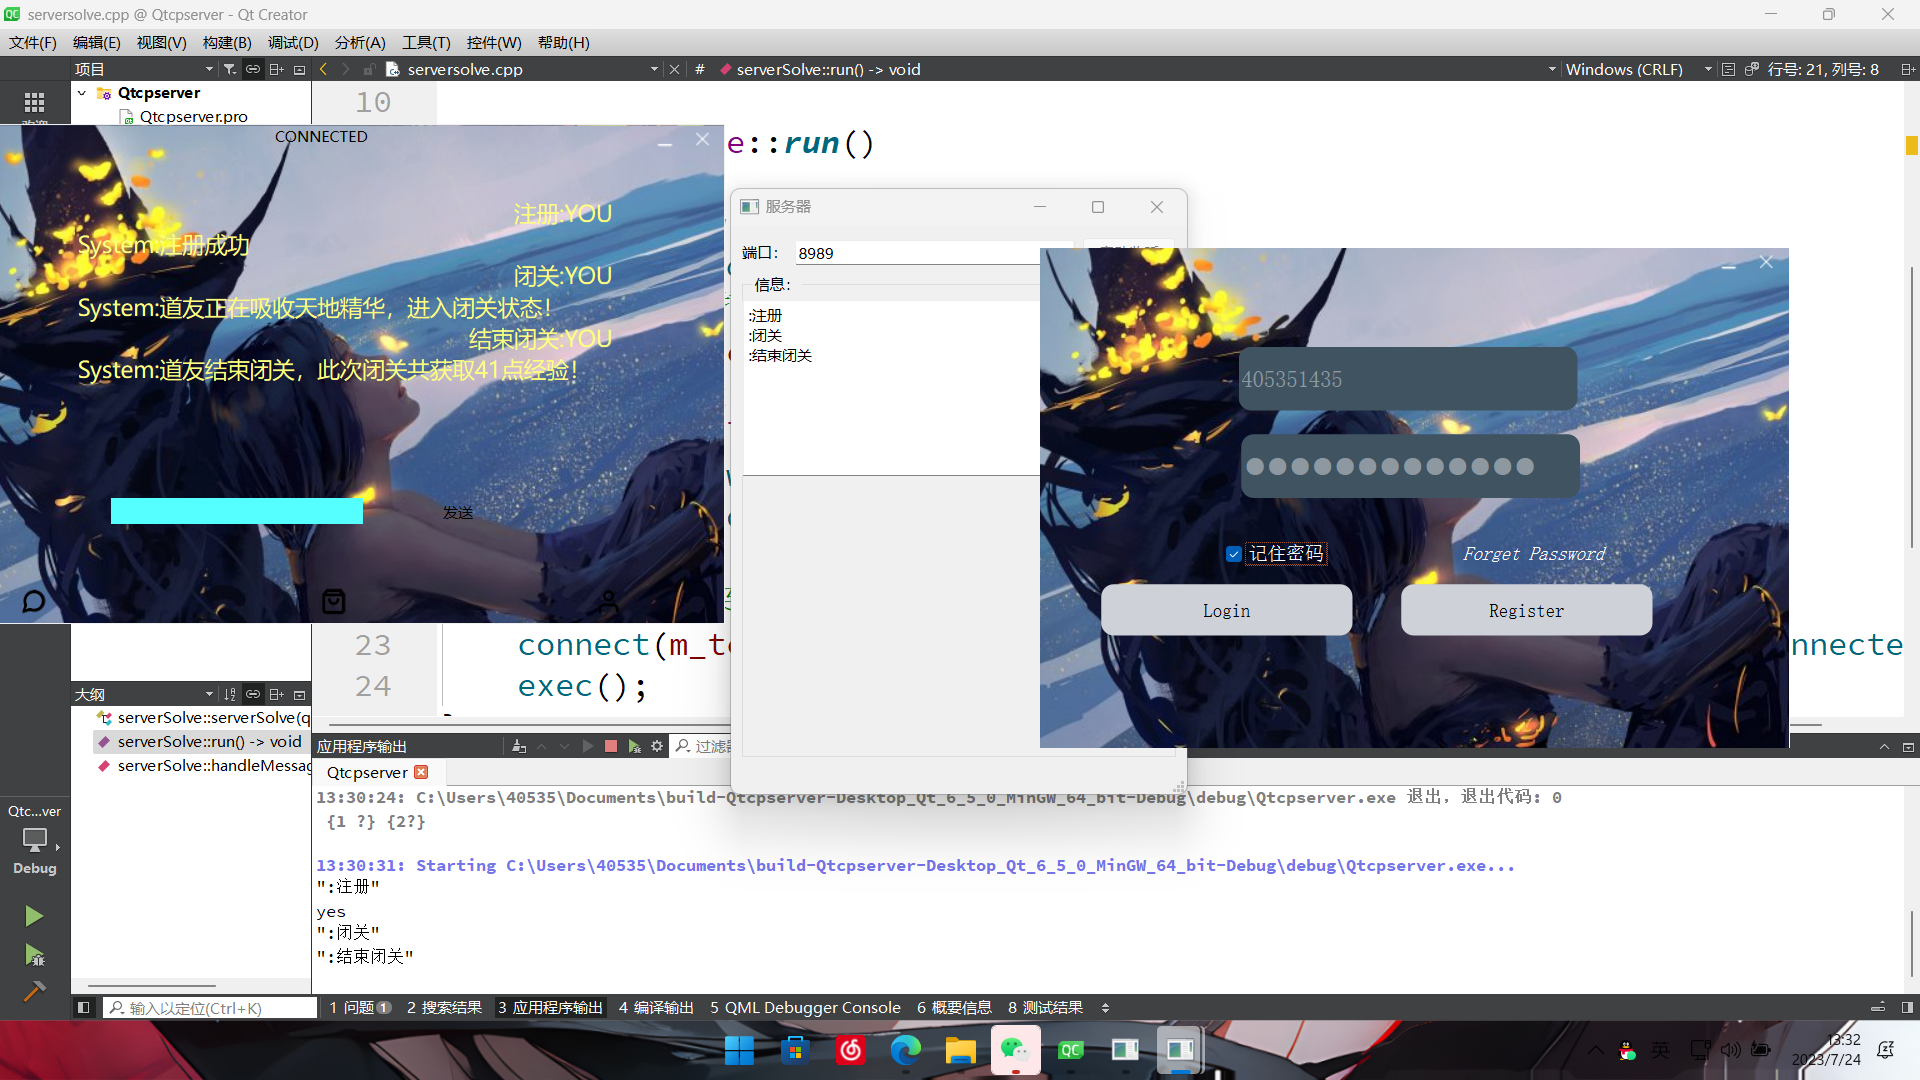 serversolve.cpp @ Qtcpserver - Qt Creator
文件(F) 编辑(E) 视图(V) 构建(B) 调试(D) 分析(A) 工具(T) 控件(W) 帮助(H)
项目
serversolve.cpp
# serverSolve::run() -> void
Windows (CRLF)
行号: 21, 列号: 8
Qtcpserver
Qtcpserver.pro
10
e::run()
CONNECTED
注册:YOU
System:注册成功
闭关:YOU
System:道友正在吸收天地精华，进入闭关状态！
结束闭关:YOU
System:道友结束闭关，此次闭关共获取41点经验！
发送
服务器
端口：
8989
信息：
:注册
:闭关
:结束闭关
405351435
●●●●●●●●●●●●●
记住密码
Forget Password
Login
Register
23 connect(m_t
nnecte
24 exec();
大纲
serverSolve::serverSolve(q
serverSolve::run() -> void
serverSolve::handleMessag
应用程序输出
过滤
Qtcpserver
13:30:24: C:\Users\40535\Documents\build-Qtcpserver-Desktop_Qt_6_5_0_MinGW_64_bit-Debug\debug\Qtcpserver.exe 退出，退出代码: 0
{1 ?} {2?}
13:30:31: Starting C:\Users\40535\Documents\build-Qtcpserver-Desktop_Qt_6_5_0_MinGW_64_bit-Debug\debug\Qtcpserver.exe...
":注册"
yes
":闭关"
":结束闭关"
Qtc...ver
Debug
输入以定位(Ctrl+K)
1 问题 1
2 搜索结果
3 应用程序输出
4 编译输出
5 QML Debugger Console
6 概要信息
8 测试结果
QC
英
13:32
2023/7/24